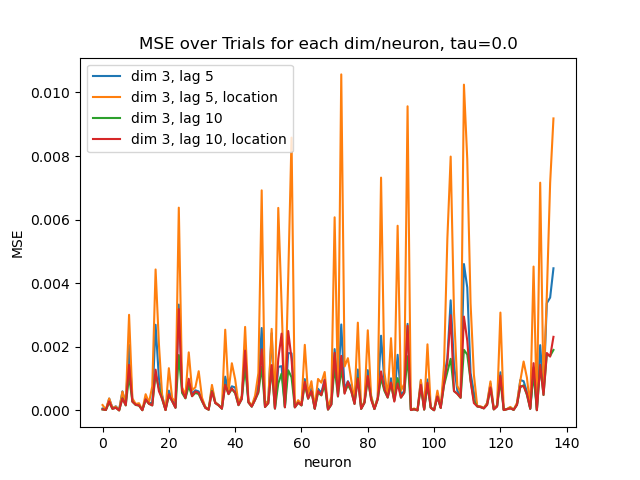 MSE over Trials for each dim/neuron, tau=0.0
dim 3, lag 5
dim 3, lag 5, location
dim 3, lag 10
dim 3, lag 10, location
MSE
0.010
0.008
0.006
0.004
0.002
0.000
0 20 40 60 80 100 120 140
neuron